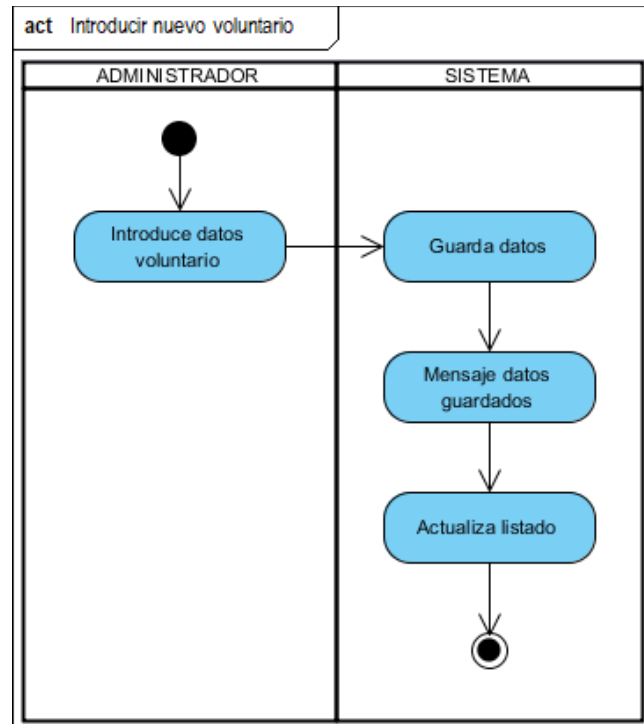 act Introducir nuevo voluntario
ADMINISTRADOR
SISTEMA
Introduce datos
voluntario
Guarda datos
Mensaje datos
guardados
Actualiza listado